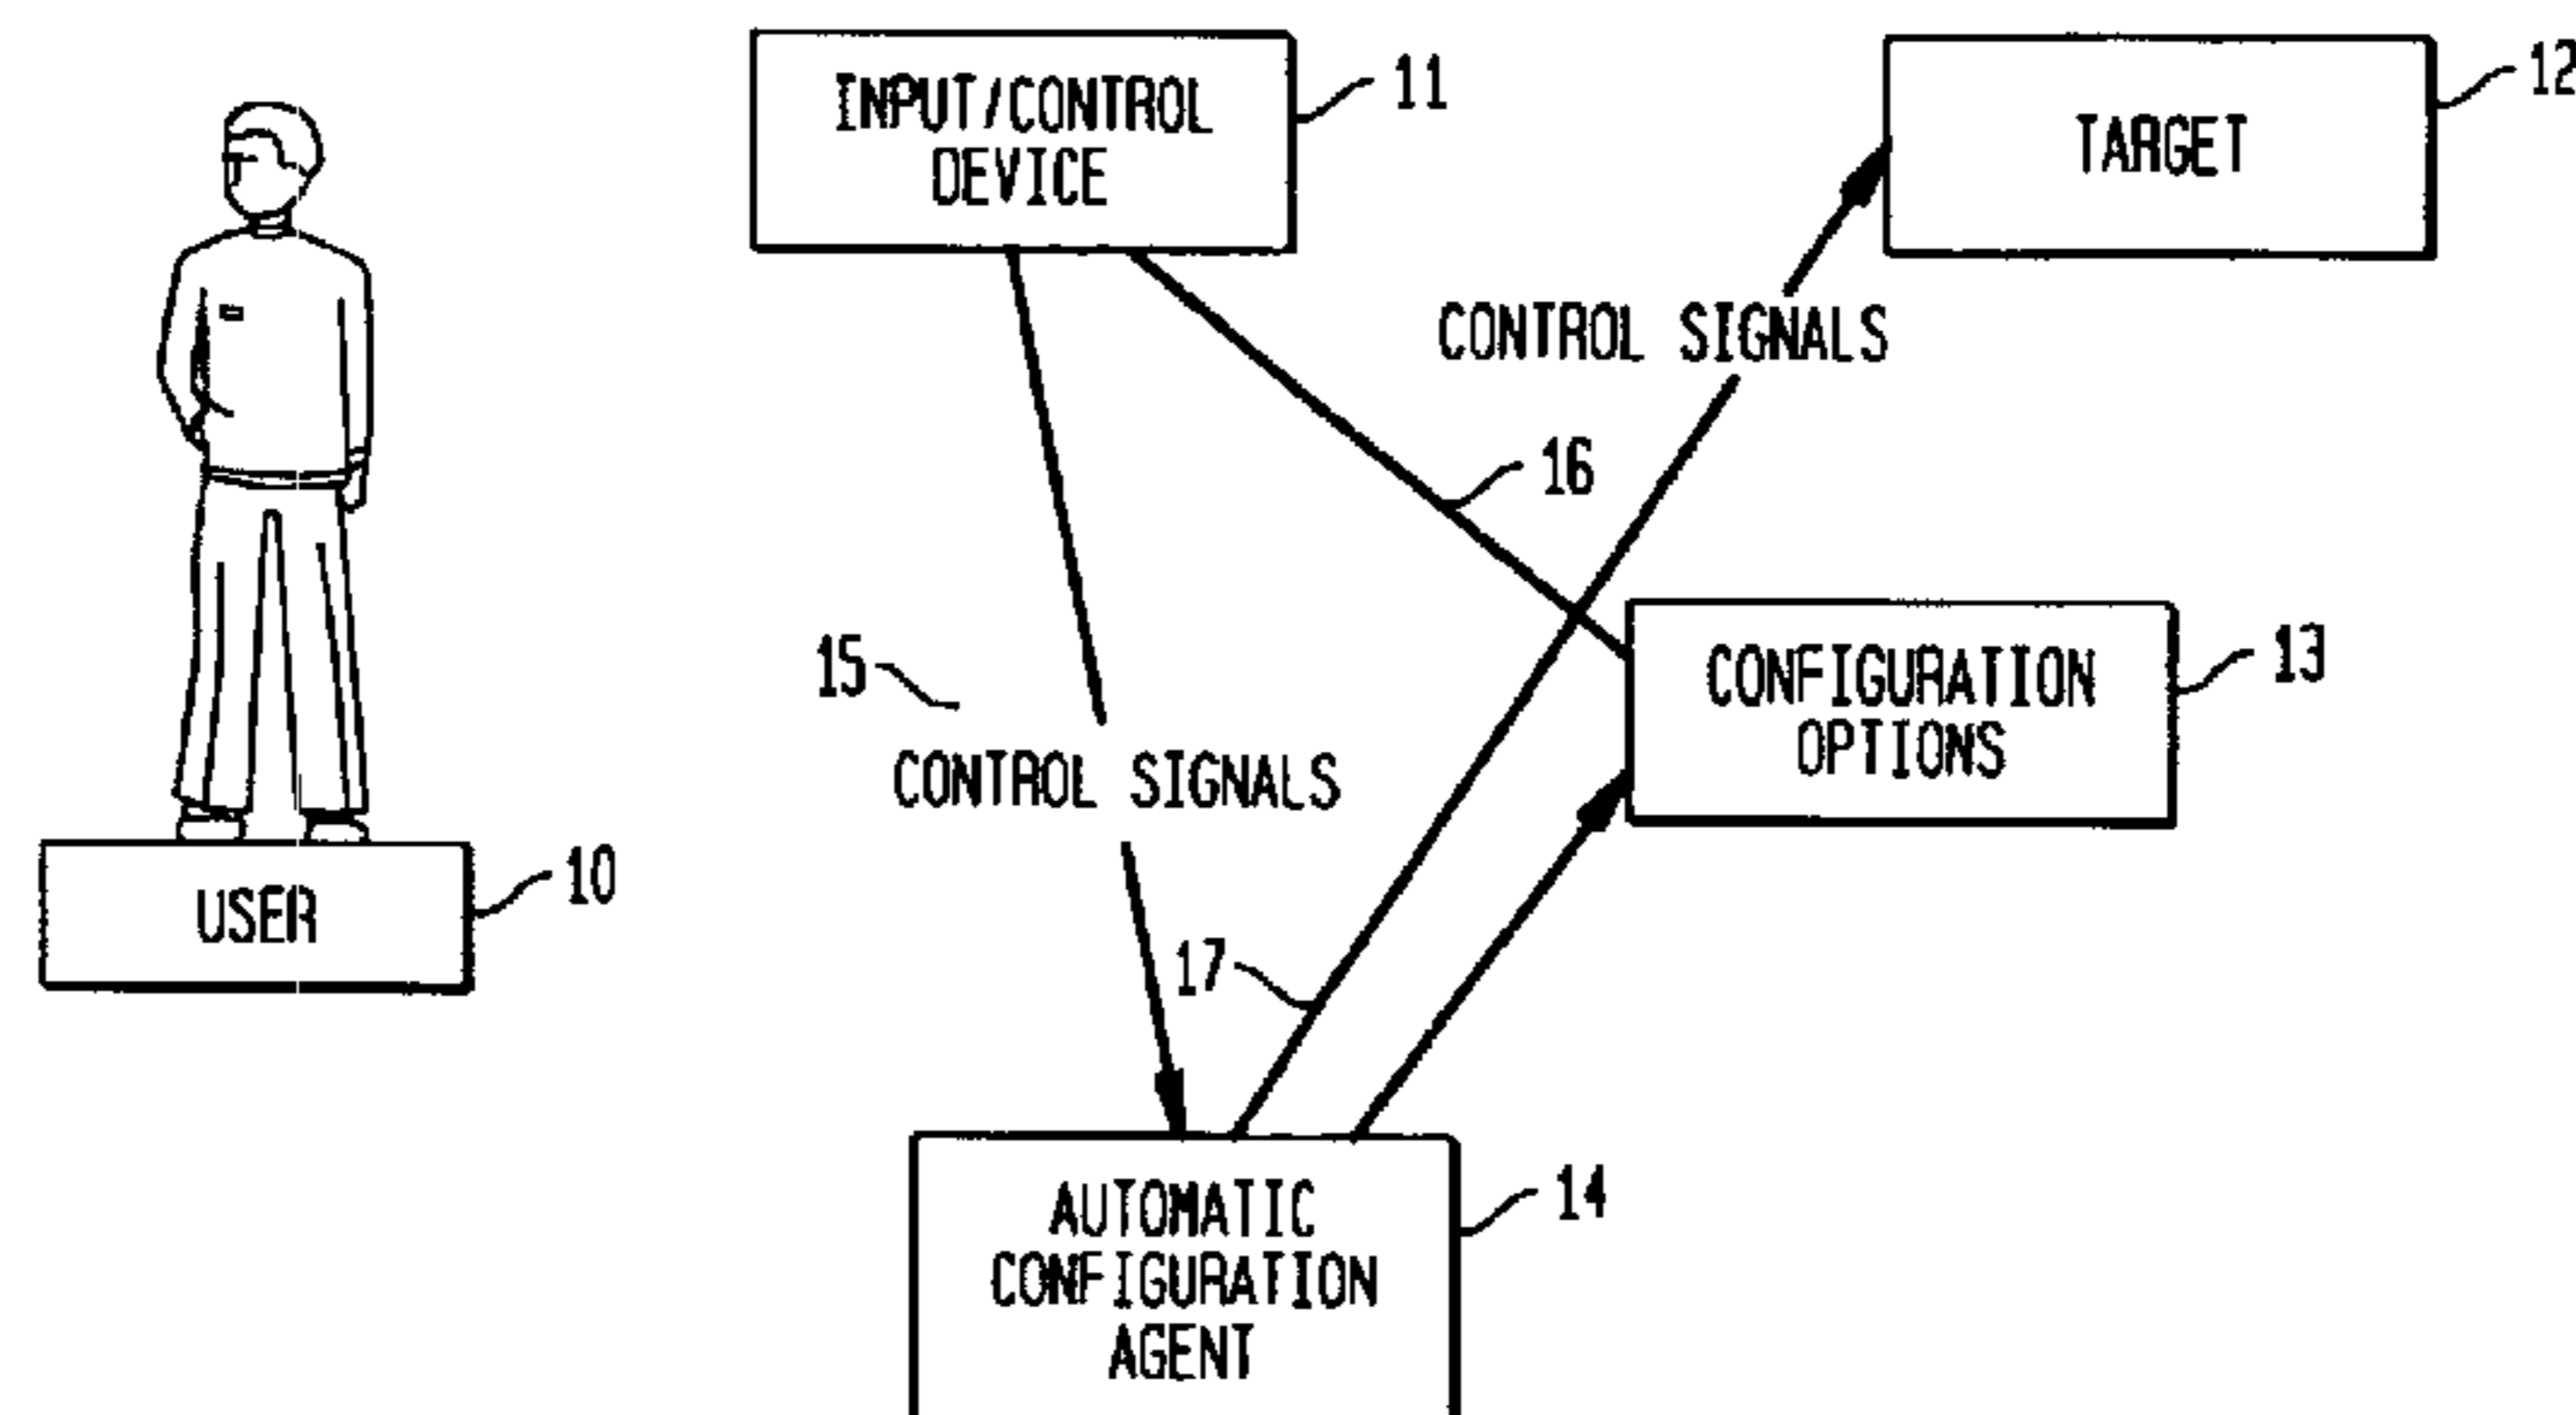 INPUT/CONTROL
DEVICE
11
TARGET
12
CONTROL SIGNALS
16
15
CONTROL SIGNALS
CONFIGURATION
OPTIONS
13
USER
10
17
AUTOMATIC
CONFIGURATION
AGENT
14